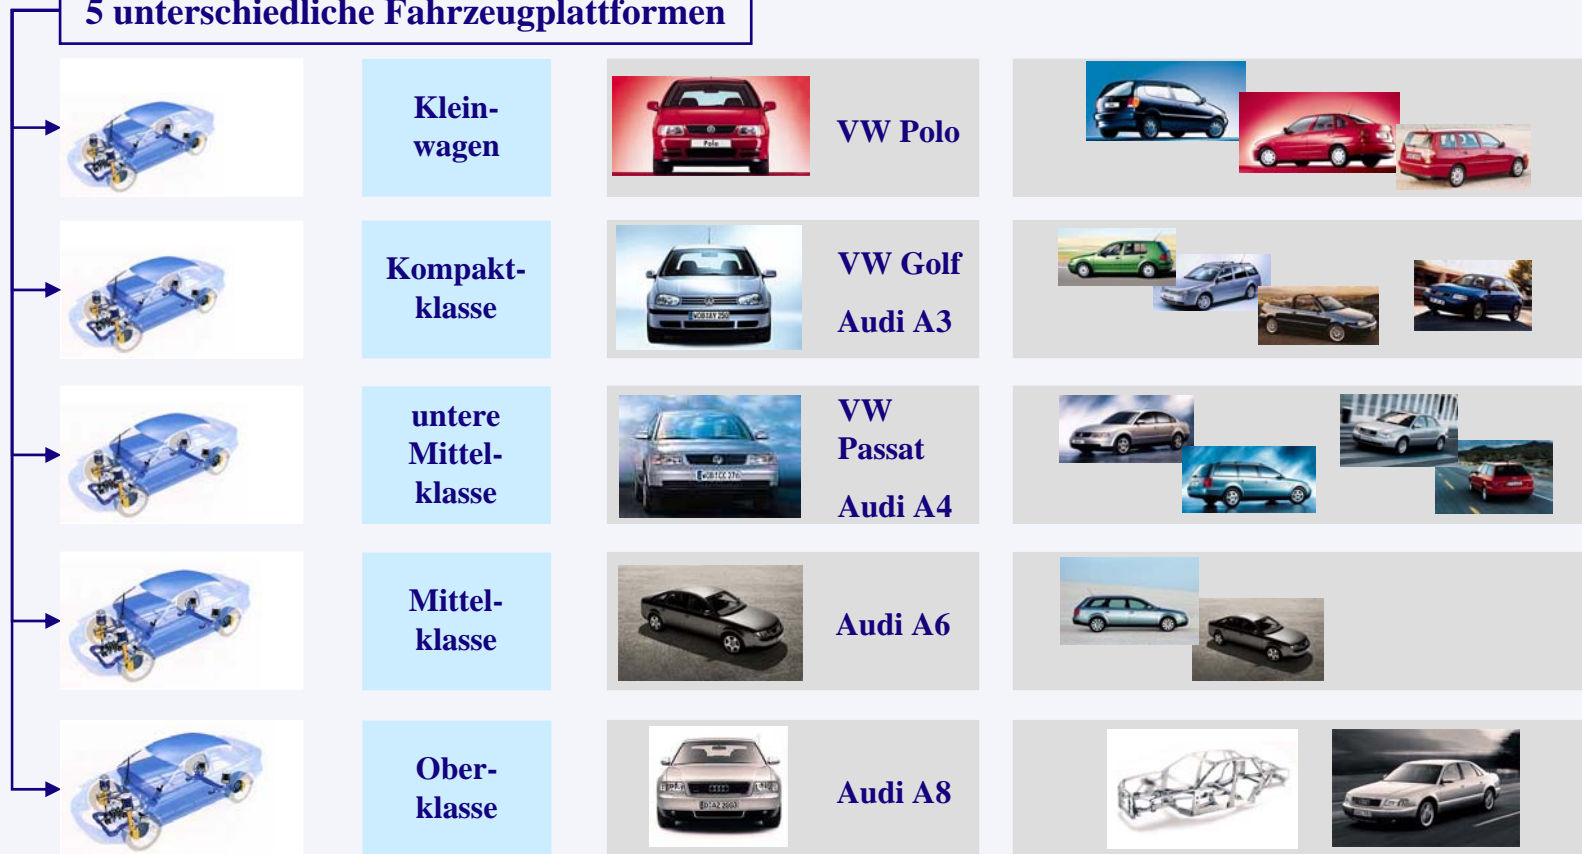 5 unterschiedliche Fahrzeugplattformen
Klein-
wagen
Polo
VW Polo
Kompakt-
klasse
VW Golf
Audi A3
untere
Mittel-
klasse
VW
Passat
Audi A4
Mittel-
klasse
Audi A6
Ober-
klasse
Audi A8